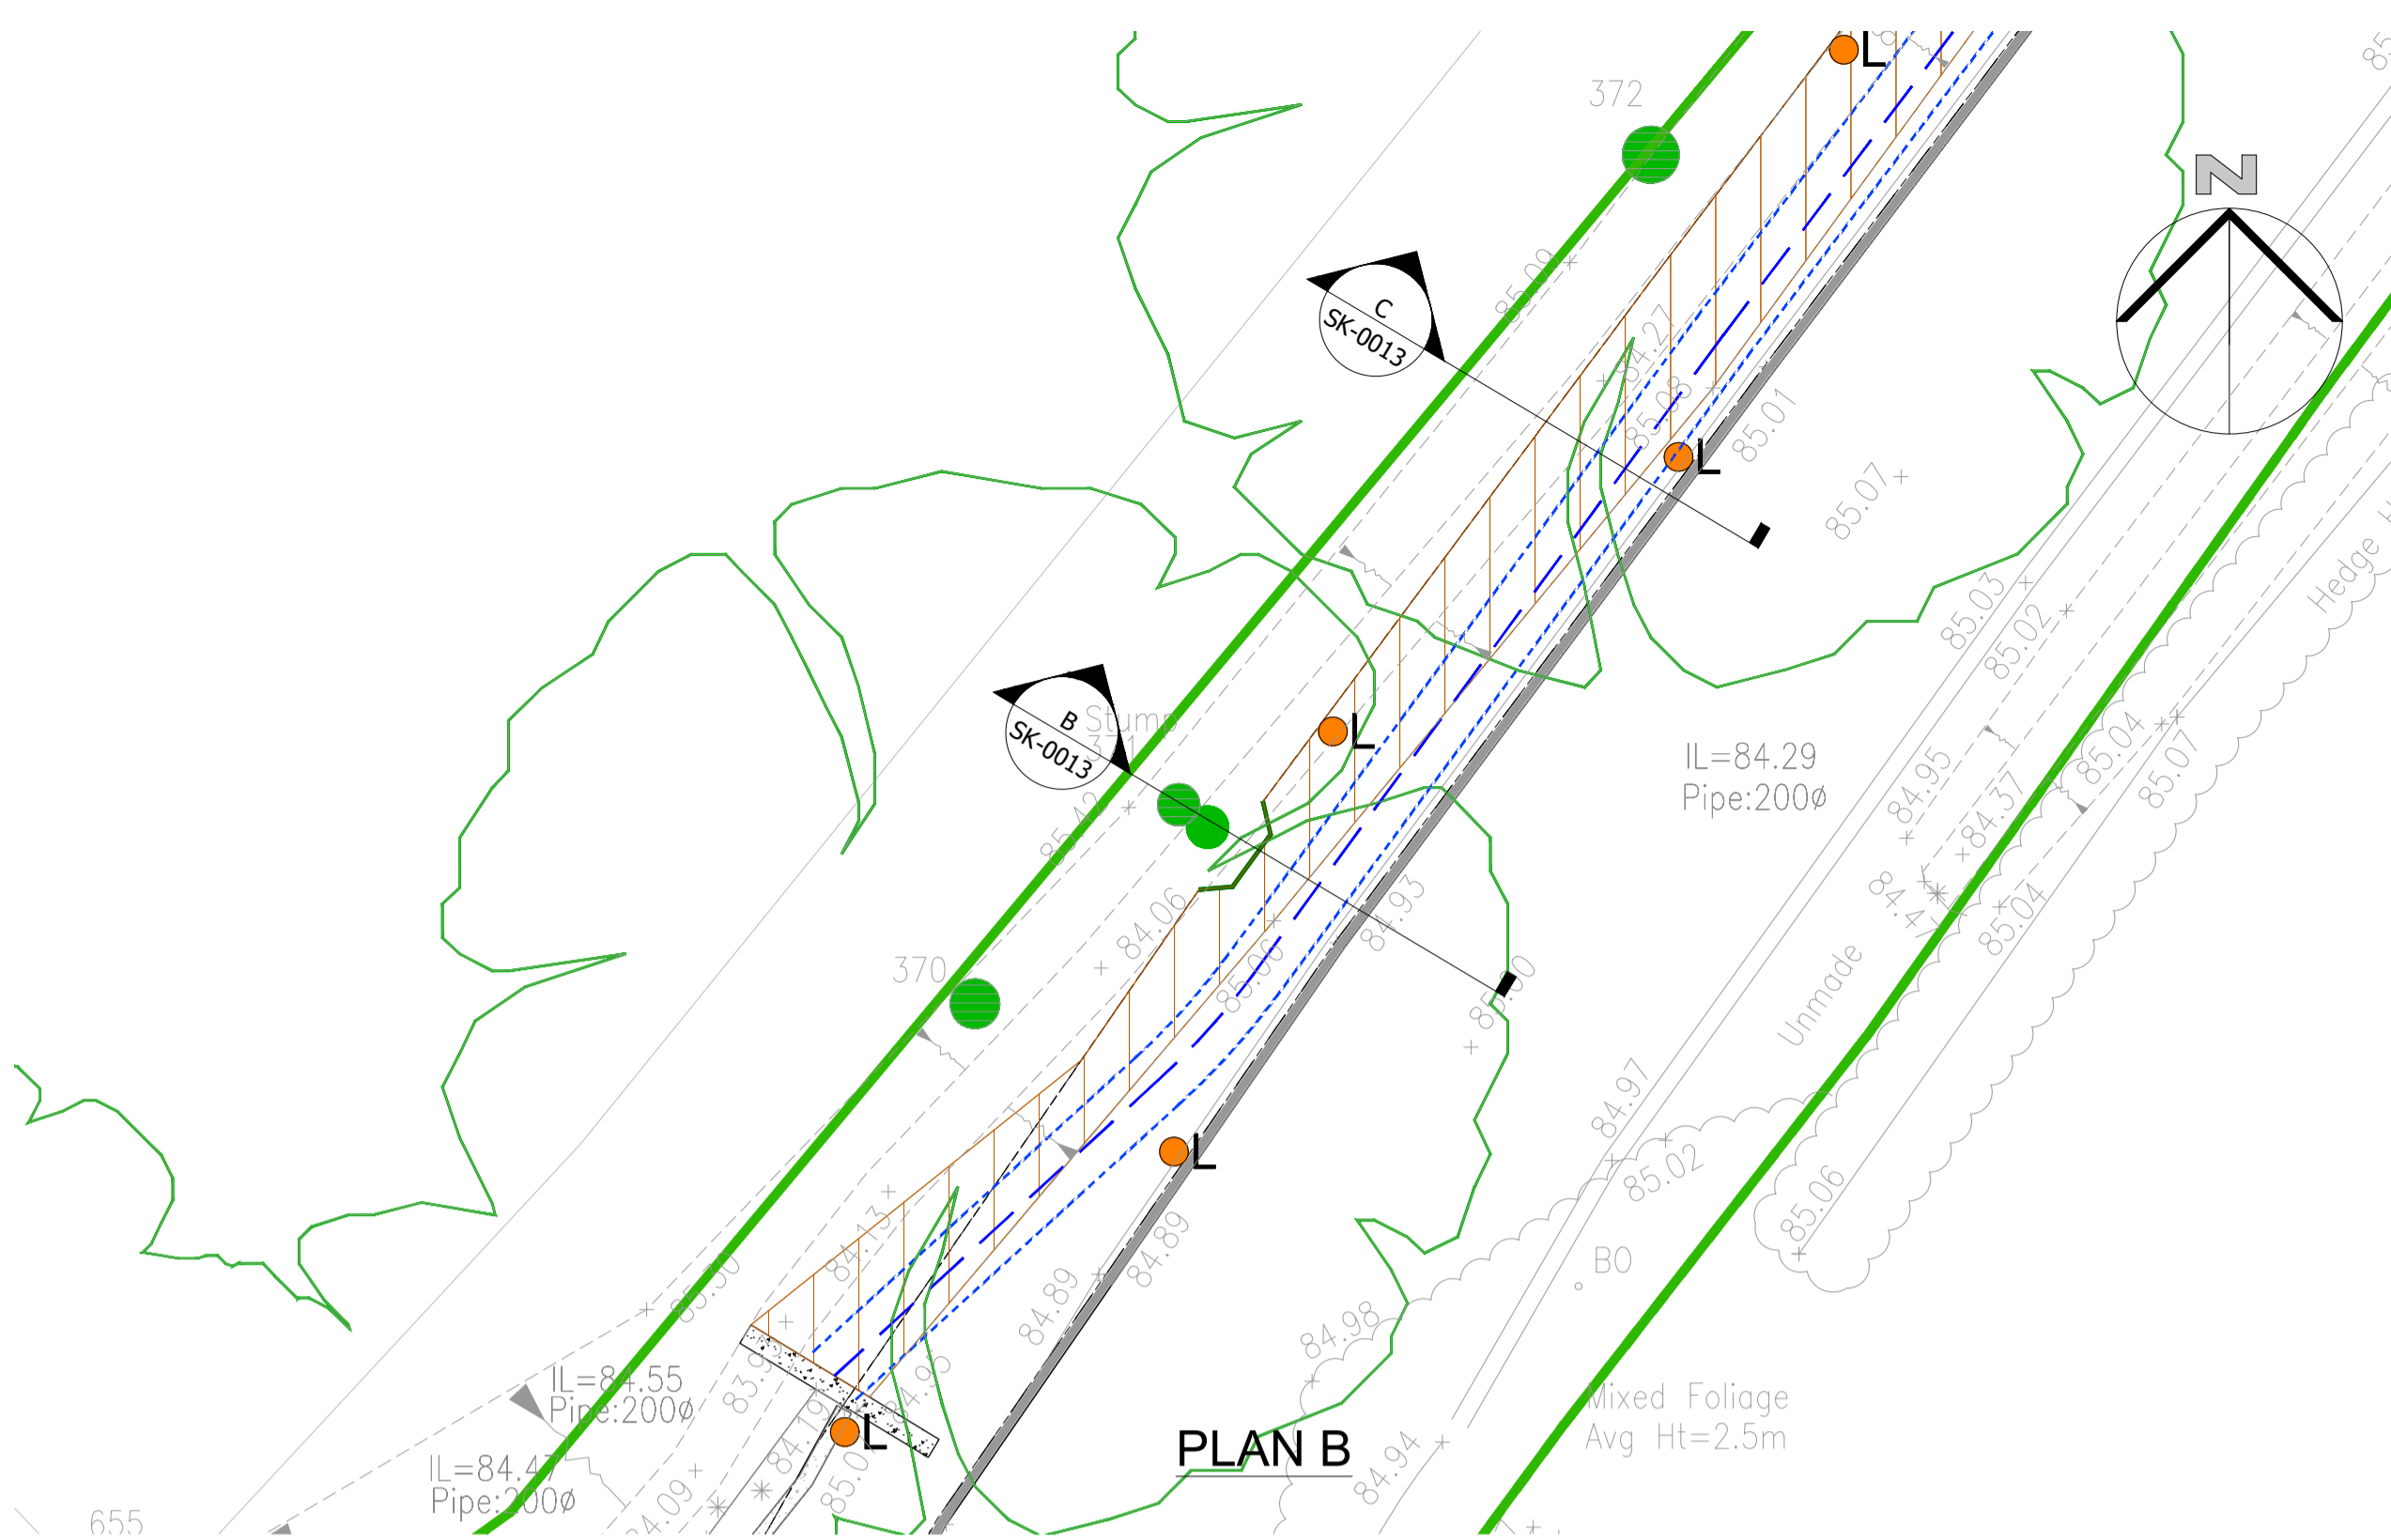 L
372
N
85.09
C
SK-0013
84.27
85.08
85.01
L
85.07
Hedge
85.03
85.02
B
SK-0013
Stump
L
IL=84.29
Pipe:200ø
84.95
85.04
85.07
85.42
84.37
84.06
84.93
85.04
85.06
370
Unmade
84.97
L
85.02
84.13
84.89
84.89
85.06
BO
85.30
84.98
IL=84.55
Pipe:200ø
84.95
Mixed Foliage
Avg Ht=2.5m
L
PLAN B
84.19
84.94
IL=84.47
Pipe:200ø
655
84.09